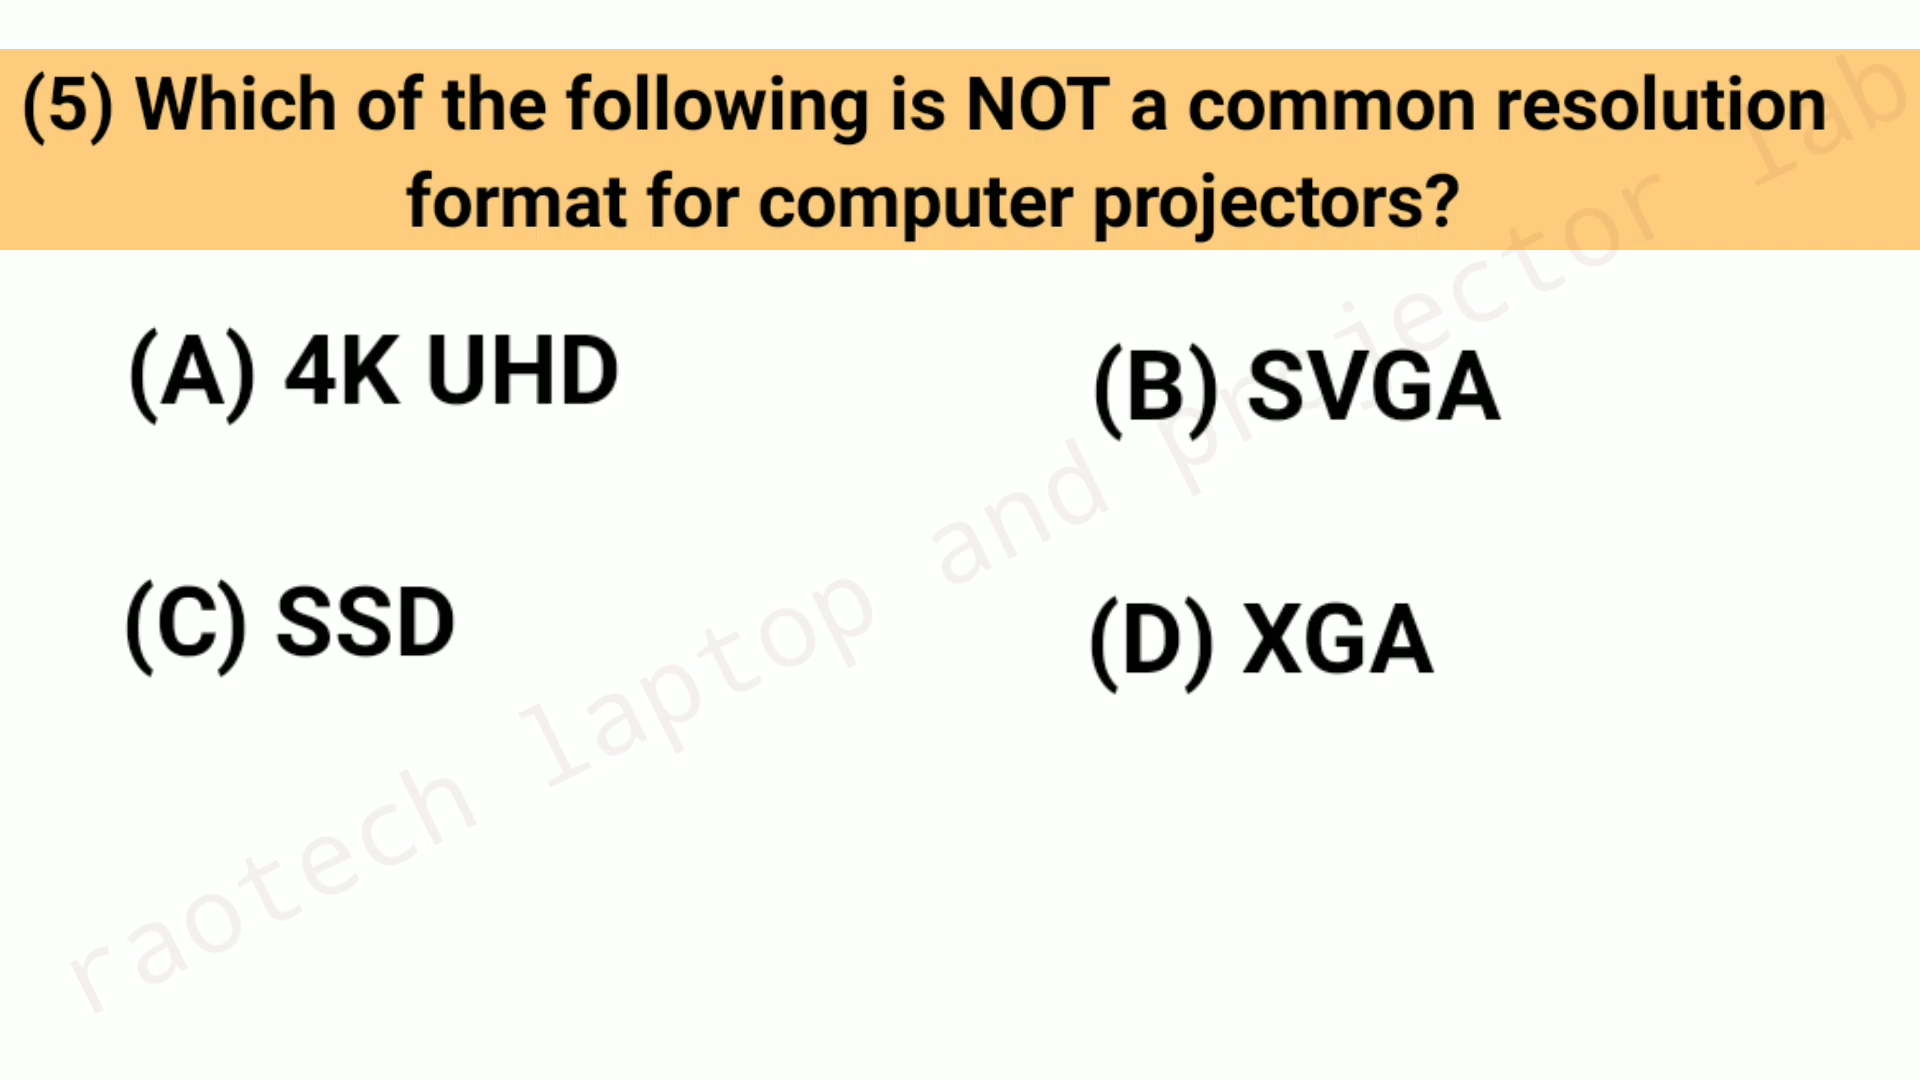 (5) Which of the following is NOT a common resolution
format for computer projectors?
(A) 4K UHD
(B) SVGA
(C) SSD
(D) XGA
raotech laptop and projector lab